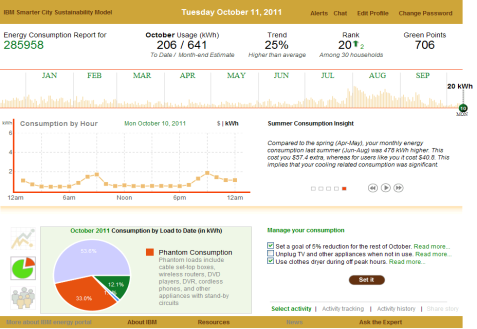 IBM Smarter City Sustainability Model
Tuesday October 11, 2011
Alerts Chat Edit Profile Change Password
Energy Consumption Report for
285958
October Usage (kWh)
206 / 641
To Date / Month-end Estimate
Trend
25%
Higher than average
Rank
20 2
Among 30 households
Green Points
706
JAN FEB MAR APR MAY JUN JUL AUG SEP
20 kWh
10
MON
kWh
Consumption by Hour
Mon October 10, 2011
$ | kWh
6
4
2
12am 6am Noon 6pm 12am
Summer Consumption Insight
Compared to the spring (Apr-May), your monthly energy
consumption last summer (Jun-Aug) was 478 kWh higher. This
cost you $57.4 extra, whereas for users like you it cost $40.8. This
implies that your cooling related consumption was significant.
October 2011 Consumption by Load to Date (in kWh)
12.1%
33.0%
Phantom Consumption
Phantom loads include
cable set-top boxes,
wireless routers, DVD
players, DVR, cordless
phones, and other
appliances with stand-by
circuits
Manage your consumption
Set a goal of 5% reduction for the rest of October. Read more...
Unplug TV and other appliances when not in use. Read more...
Use clothes dryer during off peak hours. Read more...
Set it
Select activity | Activity tracking | Activity history | Share story
More about IBM energy portal
About IBM
Resources
News
Ask the Expert